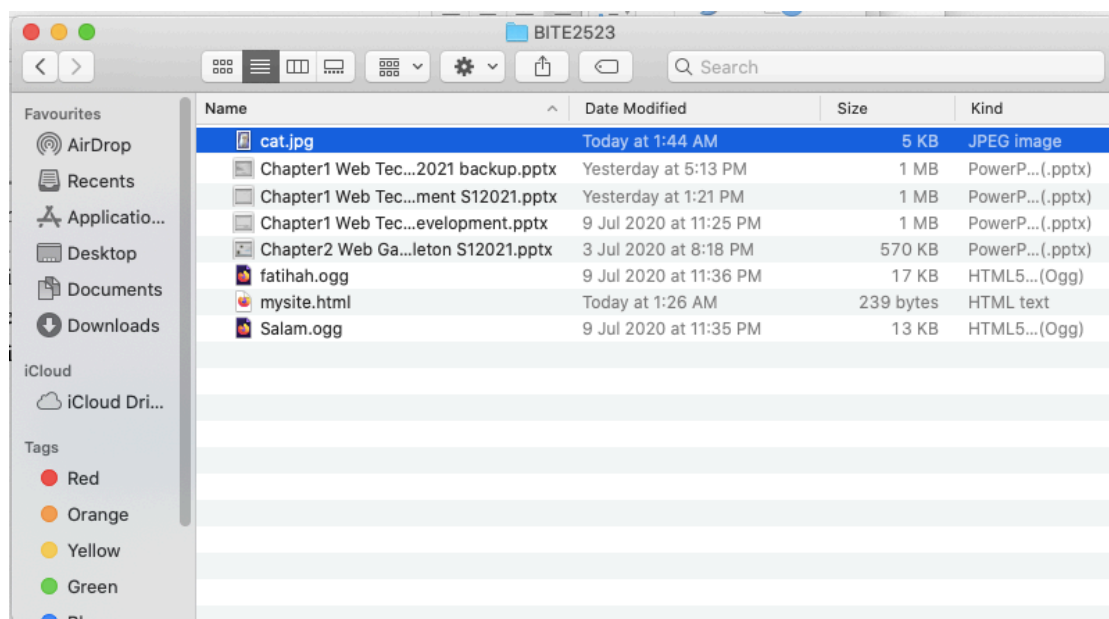 BITE2523
Search
Favourites
AirDrop
Recents
Applicatio...
Desktop
Documents
Downloads
iCloud
iCloud Dri...
Tags
Red
Orange
Yellow
Green
Name Date Modified Size Kind
cat.jpg Today at 1:44 AM 5 KB JPEG image
Chapter1 Web Tec...2021 backup.pptx Yesterday at 5:13 PM 1 MB PowerP...(.pptx)
Chapter1 Web Tec...ment S12021.pptx Yesterday at 1:21 PM 1 MB PowerP...(.pptx)
Chapter1 Web Tec...evelopment.pptx 9 Jul 2020 at 11:25 PM 1 MB PowerP...(.pptx)
Chapter2 Web Ga...leton S12021.pptx 3 Jul 2020 at 8:18 PM 570 KB PowerP...(.pptx)
fatihah.ogg 9 Jul 2020 at 11:36 PM 17 KB HTML5...(Ogg)
mysite.html Today at 1:26 AM 239 bytes HTML text
Salam.ogg 9 Jul 2020 at 11:35 PM 13 KB HTML5...(Ogg)